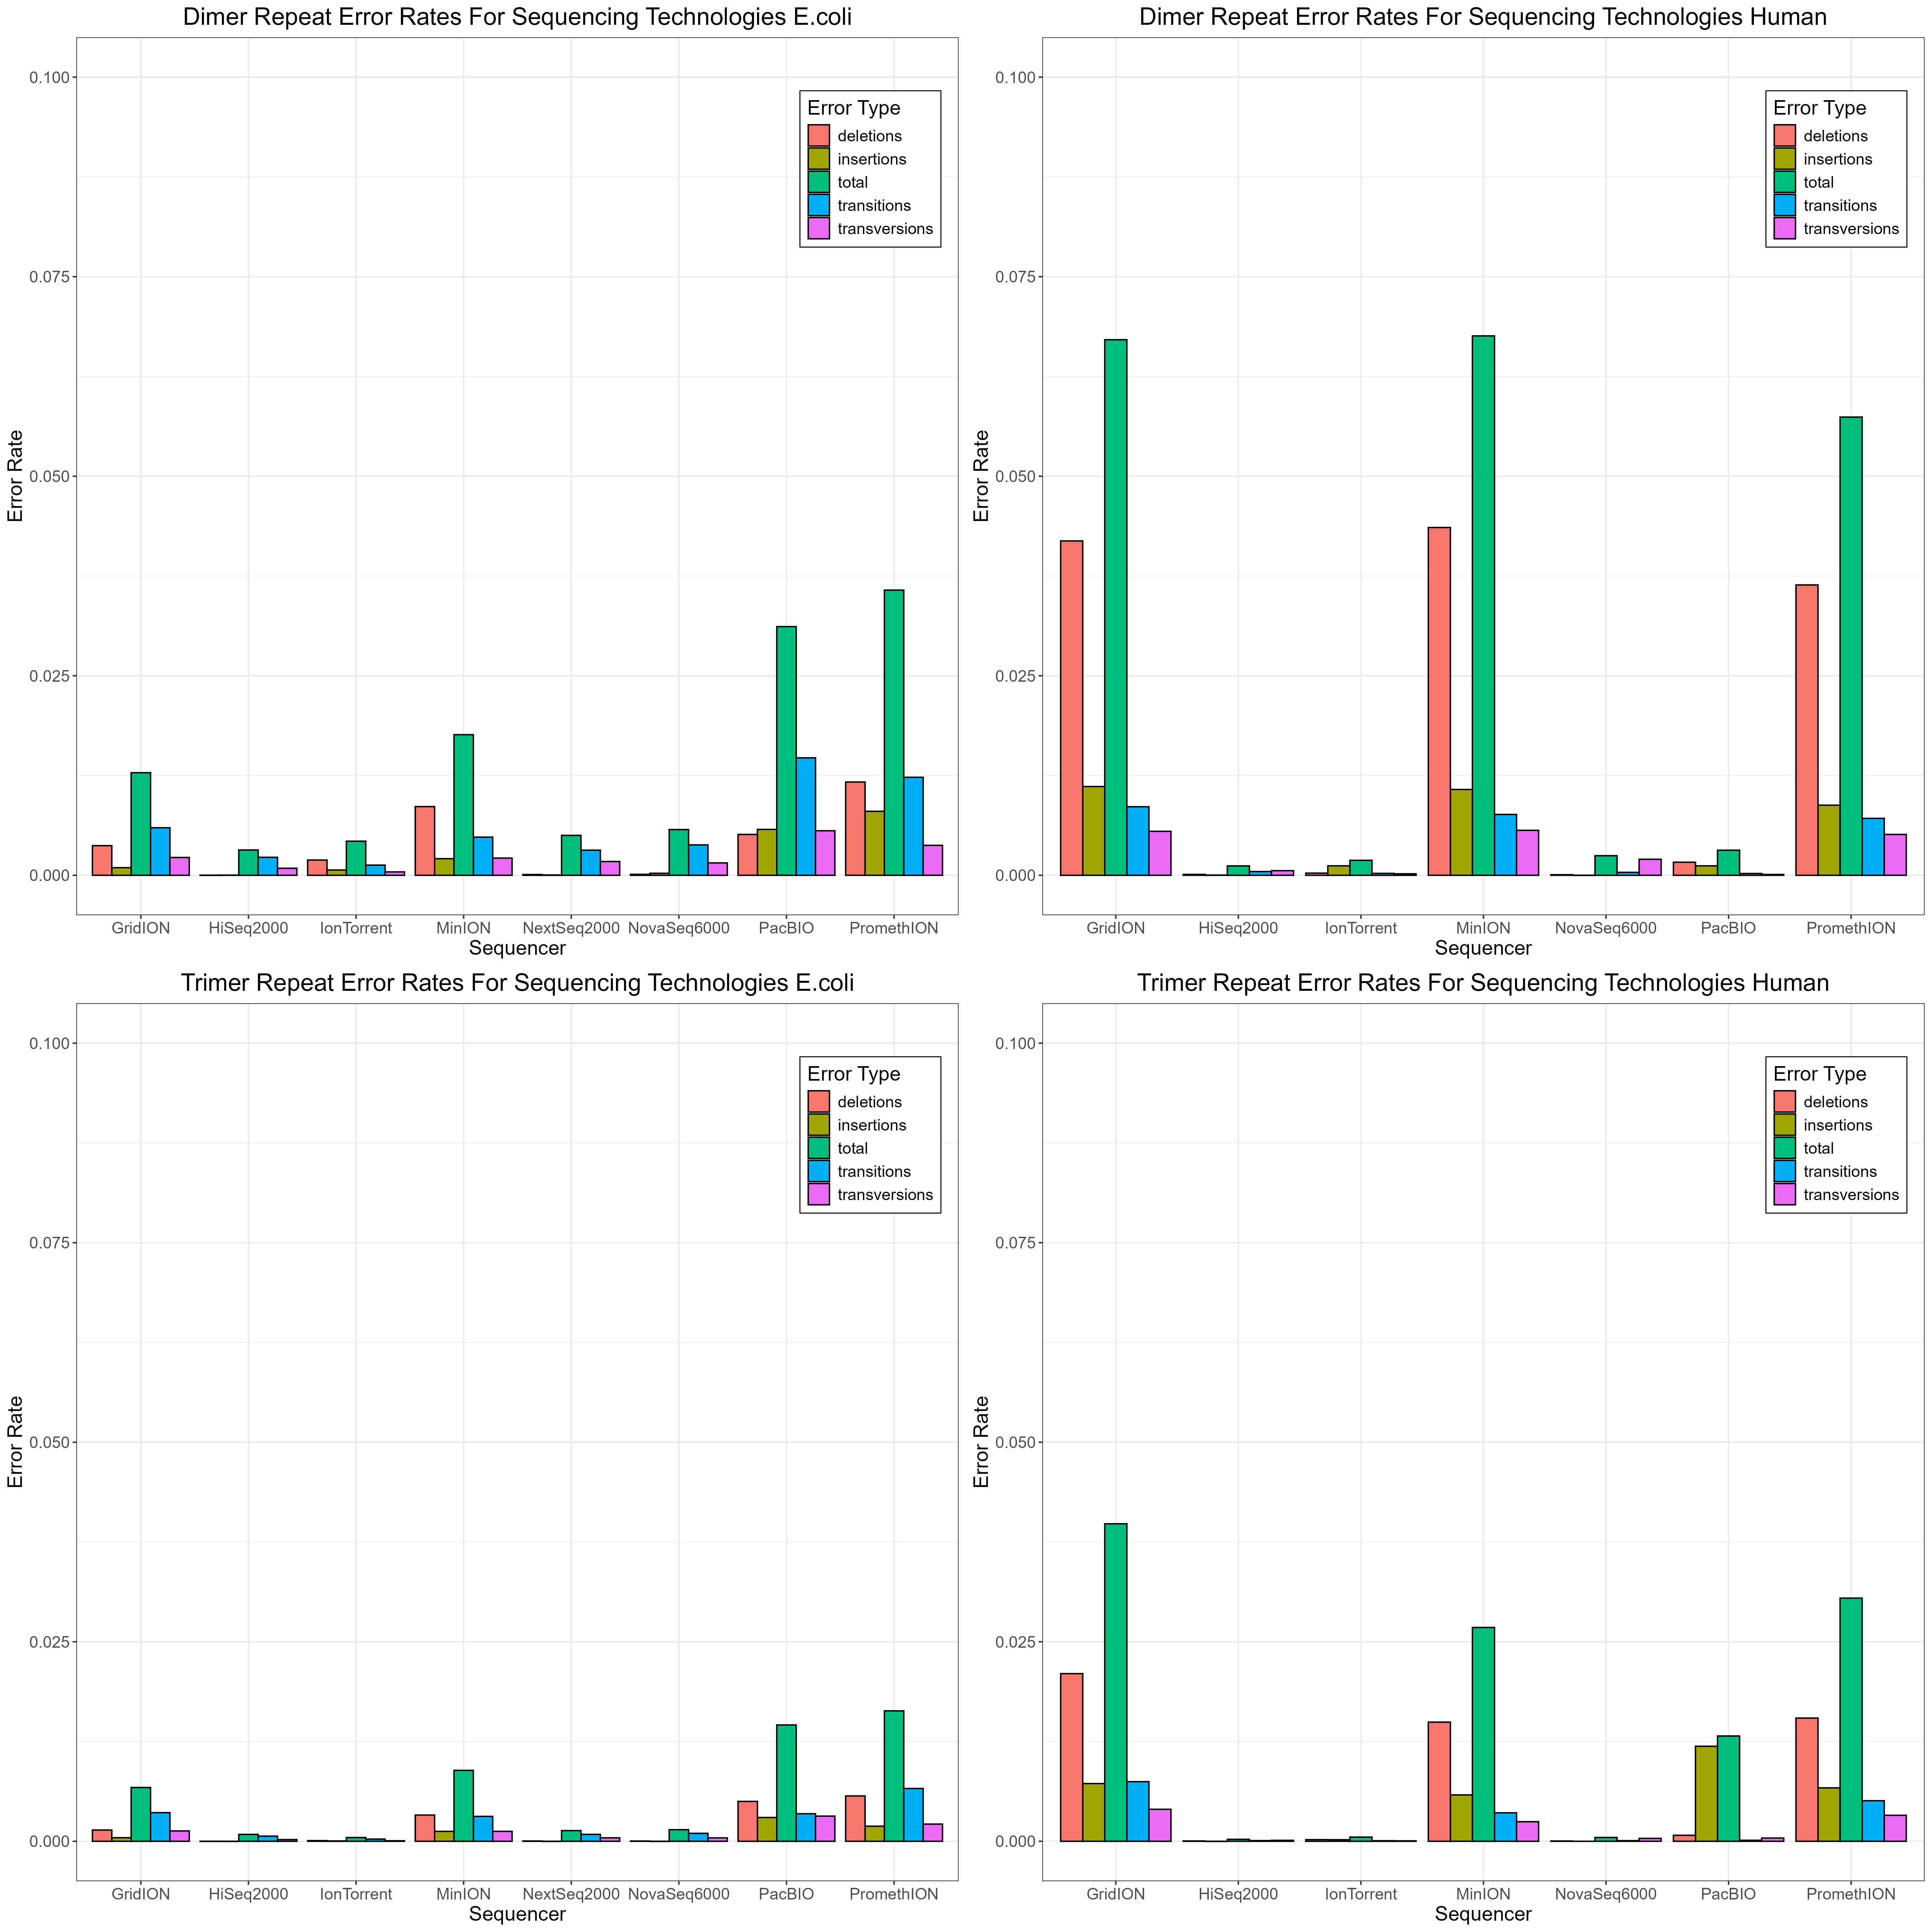 Dimer Repeat Error Rates For Sequencing Technologies E.coli
Error Rate
0.100
0.075
0.050
0.025
0.000
Error Type
deletions
insertions
total
transitions
transversions
GridION HiSeq2000 IonTorrent MinION NextSeq2000 NovaSeq6000 PacBIO PromethION
Sequencer
Dimer Repeat Error Rates For Sequencing Technologies Human
Error Rate
0.100
0.075
0.050
0.025
0.000
Error Type
deletions
insertions
total
transitions
transversions
GridION HiSeq2000 IonTorrent MinION NovaSeq6000 PacBIO PromethION
Sequencer
Trimer Repeat Error Rates For Sequencing Technologies E.coli
Error Rate
0.100
0.075
0.050
0.025
0.000
Error Type
deletions
insertions
total
transitions
transversions
GridION HiSeq2000 IonTorrent MinION NextSeq2000 NovaSeq6000 PacBIO PromethION
Sequencer
Trimer Repeat Error Rates For Sequencing Technologies Human
Error Rate
0.100
0.075
0.050
0.025
0.000
Error Type
deletions
insertions
total
transitions
transversions
GridION HiSeq2000 IonTorrent MinION NovaSeq6000 PacBIO PromethION
Sequencer